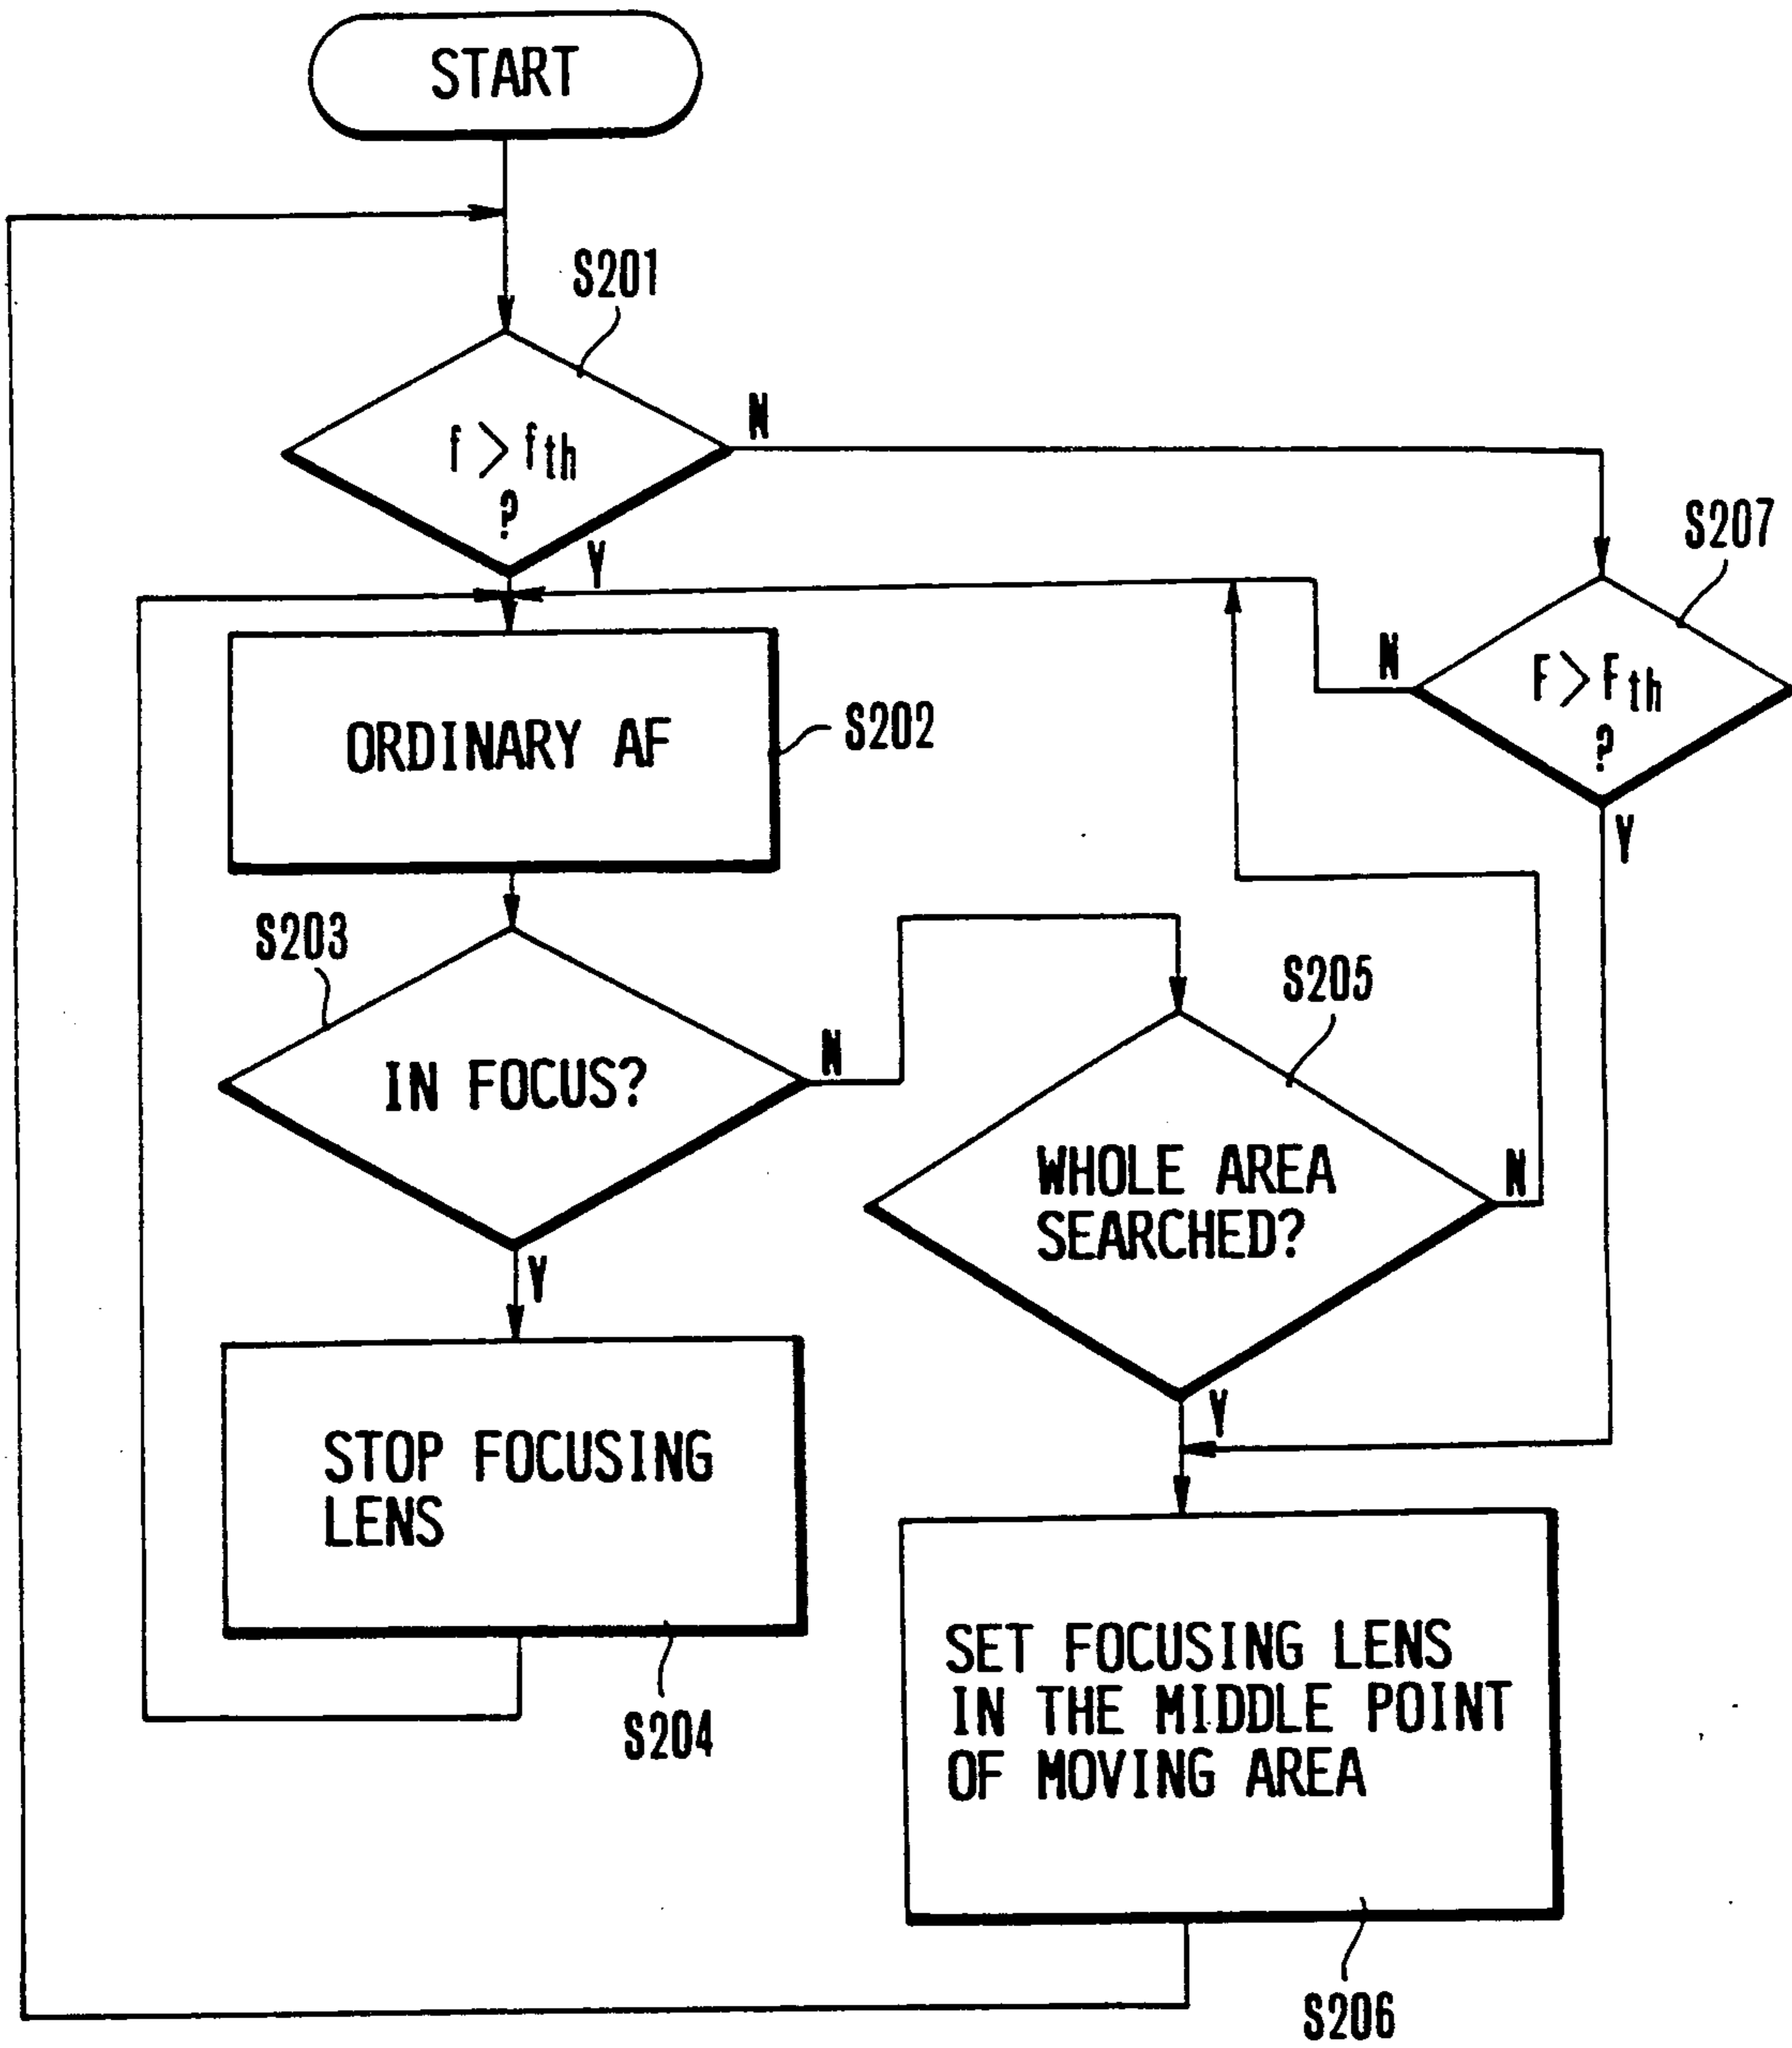 START
S201
f > fth
?
N
Y
S207
F > Fth
?
N
Y
ORDINARY AF
S202
S203
IN FOCUS?
N
Y
S205
WHOLE AREA
SEARCHED?
N
Y
STOP FOCUSING
LENS
S204
SET FOCUSING LENS
IN THE MIDDLE POINT
OF MOVING AREA
S206